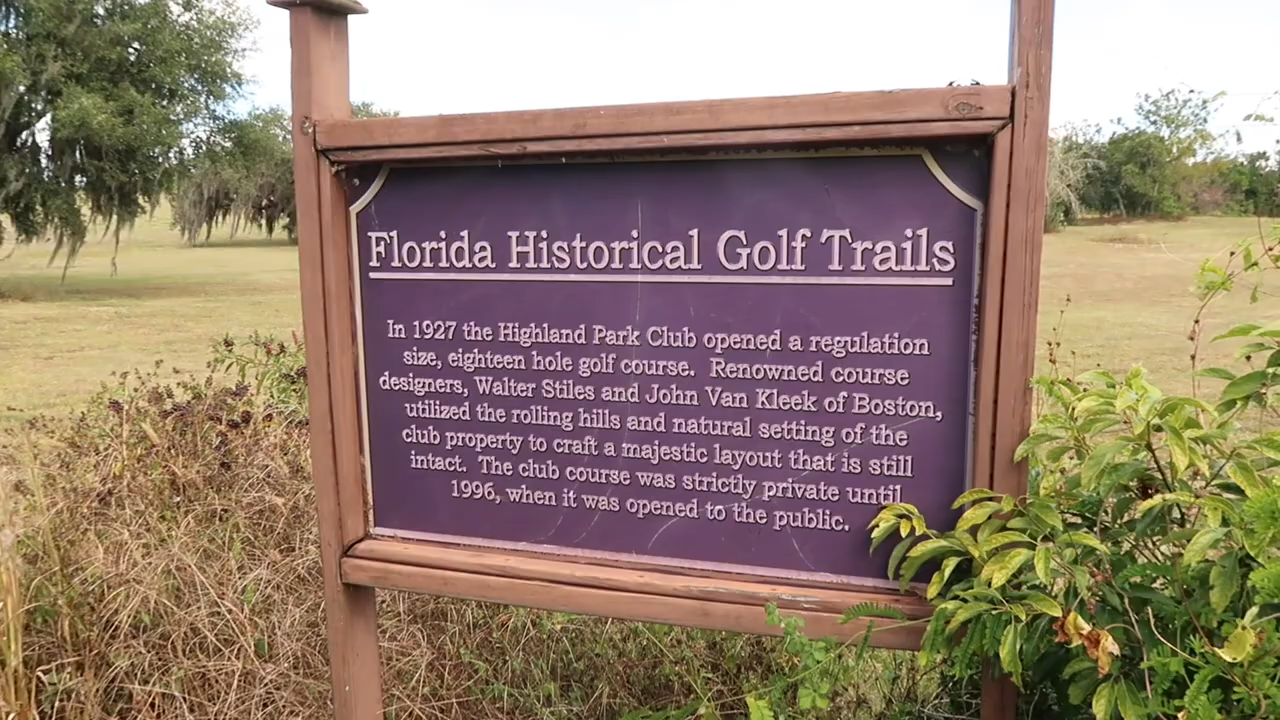 Florida Historical Golf Trails
In 1927 the Highland Park Club opened a regulation
size, eighteen hole golf course. Renowned course
designers, Walter Stiles and John Van Kleek of Boston,
utilized the rolling hills and natural setting of the
club property to craft a majestic layout that is still
intact. The club course was strictly private until
1996, when it was opened to the public.